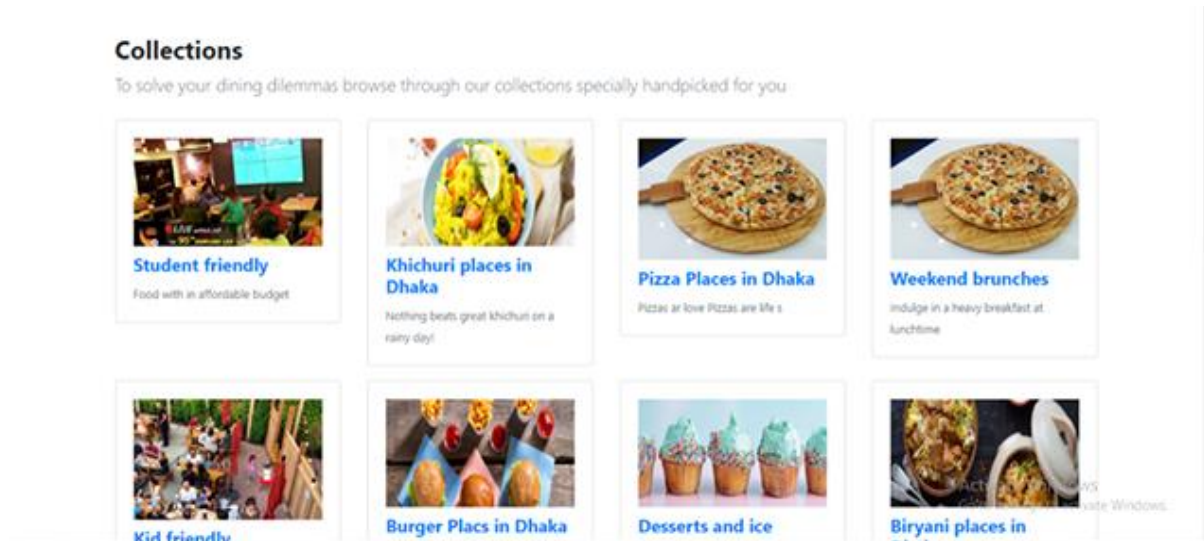 Collections
To solve your dining dilemmas browse through our collections specially handpicked for you
Student friendly
Food with in affordable budget
Khichuri places in
Dhaka
Nothing beats great khichuri on a
rainy day!
Pizza Places in Dhaka
Pizzas ar love Pizzas are life s
Weekend brunches
indulge in a heavy breakfast at
lunchtime
Kid friendly
Burger Placs in Dhaka
Desserts and ice
Biryani places in